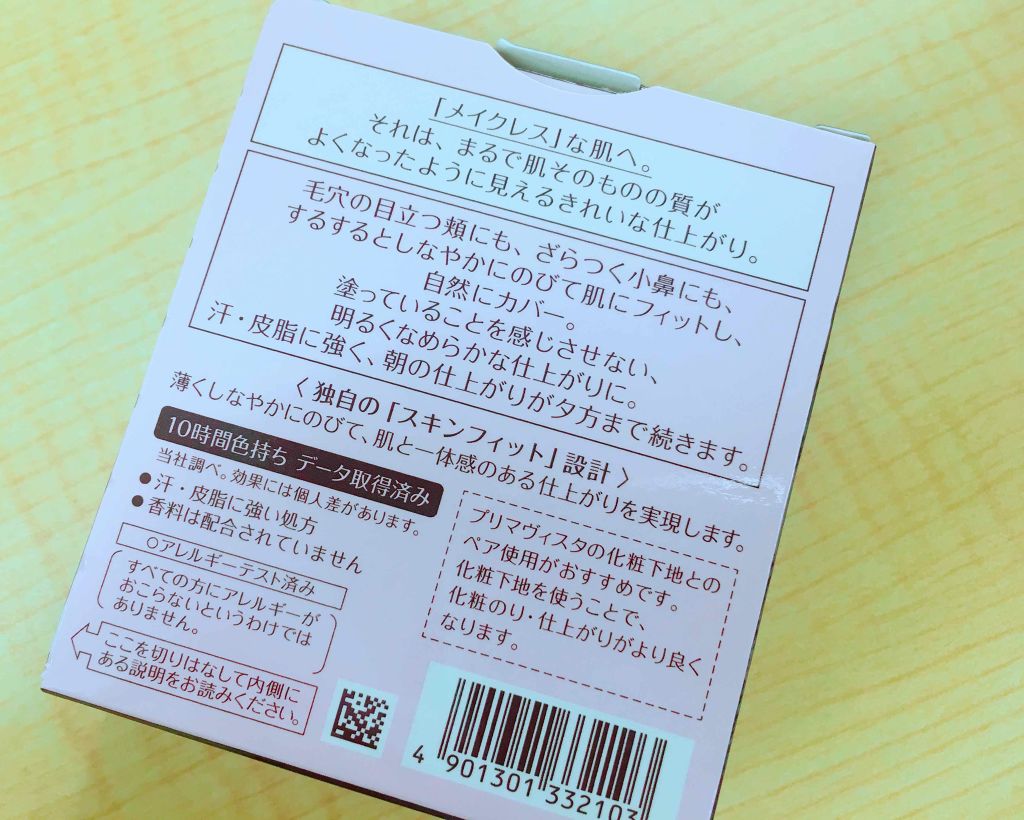 「メイクレス」な肌へ。
それは、まるで肌そのものの質が
よくなったように見えるきれいな仕上がり。
毛穴の目立つ頬にも、ざらつく小鼻にも、
するするとしなやかにのびて肌にフィットし、
自然にカバー。
塗っていることを感じさせない、
明るくなめらかな仕上がりに。
汗・皮脂に強く、朝の仕上がりが夕方まで続きます。
〈 独自の「スキンフィット」設計 〉
薄くしなやかにのびて、肌と一体感のある仕上がりを実現します。
10時間色持ち データ取得済み
当社調べ。効果には個人差があります。
●汗・皮脂に強い処方
●香料は配合されていません
○アレルギーテスト済み
すべての方にアレルギーが
おこらないというわけでは
ありません。
ここを切りはなして内側に
ある説明をお読みください。
プリマヴィスタの化粧下地との
ペア使用がおすすめです。
化粧下地を使うことで、
化粧のり・仕上がりがより良く
なります。
4 901301 332103